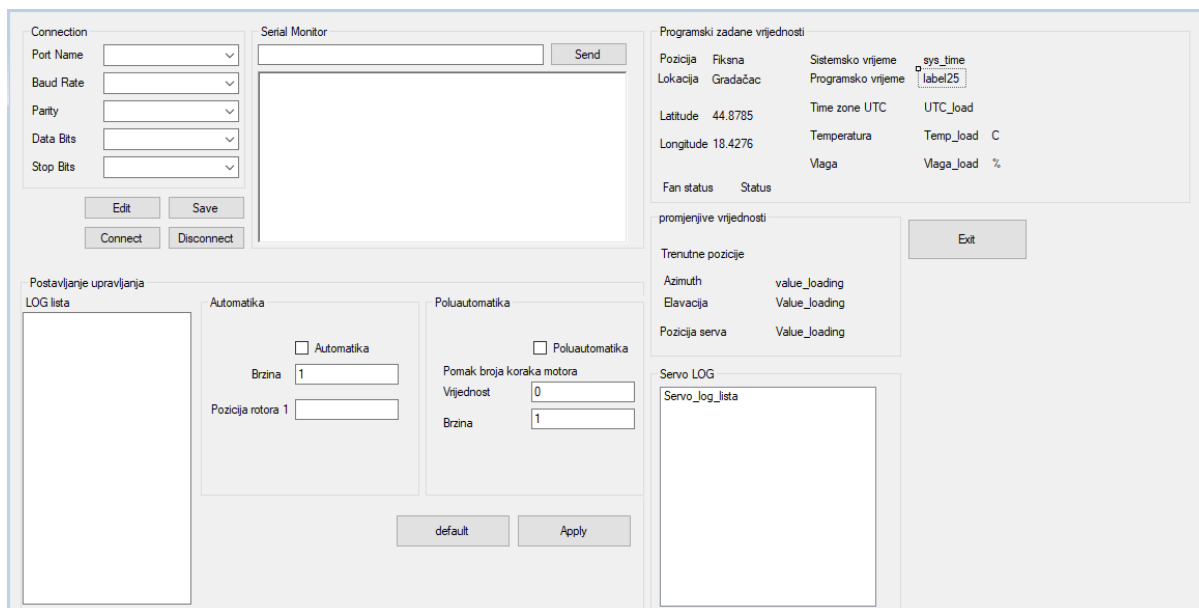 Connection
Port Name
Baud Rate
Parity
Data Bits
Stop Bits
Edit Save
Connect Disconnect
Serial Monitor
Send
Programski zadane vrijednosti
Pozicija Fiksna Sistemsko vrijeme sys_time
Lokacija Gradačac Programsko vrijeme label25
Time zone UTC UTC_load
Latitude 44.8785
Temperatura Temp_load C
Longitude 18.4276
Vlaga Vlaga_load %
Fan status Status
promjenjive vrijednosti
Trenutne pozicije
Azimuth value_loading
Elavacija Value_loading
Pozicija serva Value_loading
Exit
Postavljanje upravljanja
LOG lista
Automatika
Automatika
Brzina 1
Pozicija rotora 1
Poluautomatika
Poluautomatika
Pomak broja koraka motora
Vrijednost 0
Brzina 1
default Apply
Servo LOG
Servo_log_lista